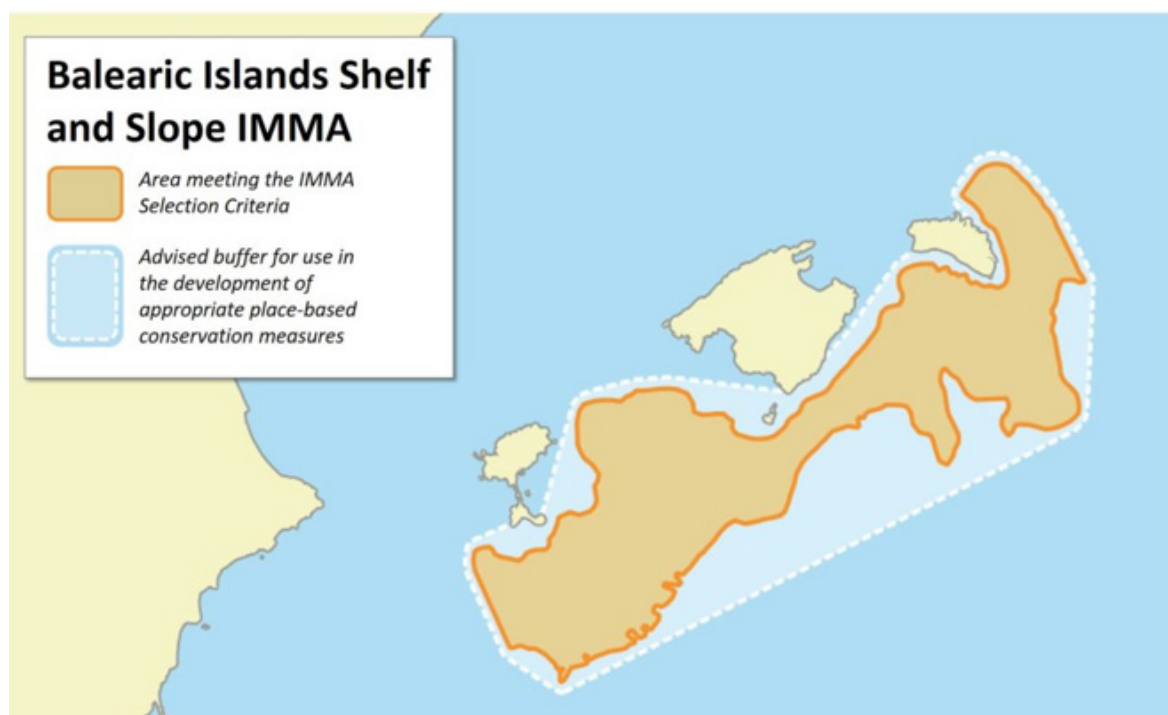 Balearic Islands Shelf
and Slope IMMA
Area meeting the IMMA
Selection Criteria
Advised buffer for use in
the development of
appropriate place-based
conservation measures